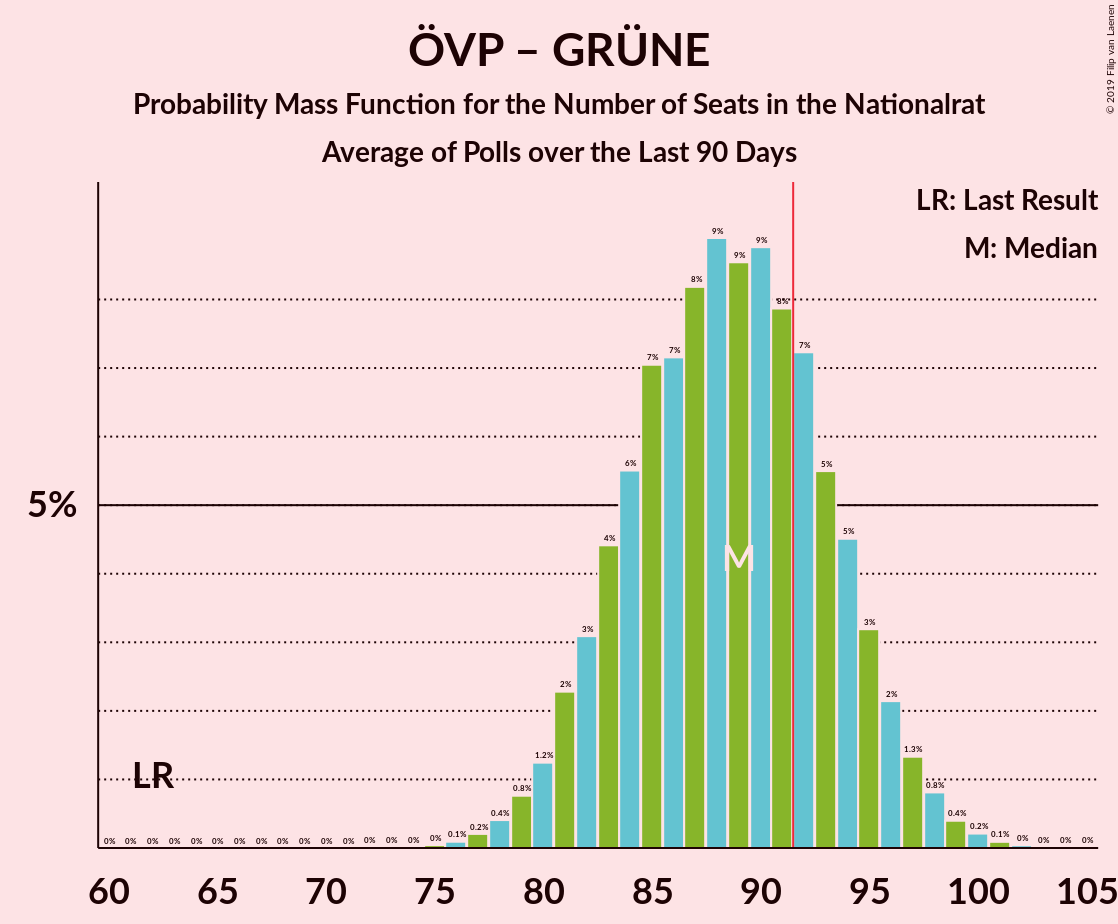 ÖVP – GRÜNE
Probability Mass Function for the Number of Seats in the Nationalrat
Average of Polls over the Last 90 Days
© 2019 Filip van Laenen
LR: Last Result
M: Median
5%
0% 0% 0% 0% 0% 0% 0% 0% 0% 0% 0% 0% 0% 0% 0% 0% 0.1% 0.2% 0.4% 0.8% 1.2% 2% 3% 4% 6% 7% 7% 8% 9% 9% 9% 8% 7% 5% 5% 3% 2% 1.3% 0.8% 0.4% 0.2% 0.1% 0% 0% 0% 0%
M
LR
60 65 70 75 80 85 90 95 100 105